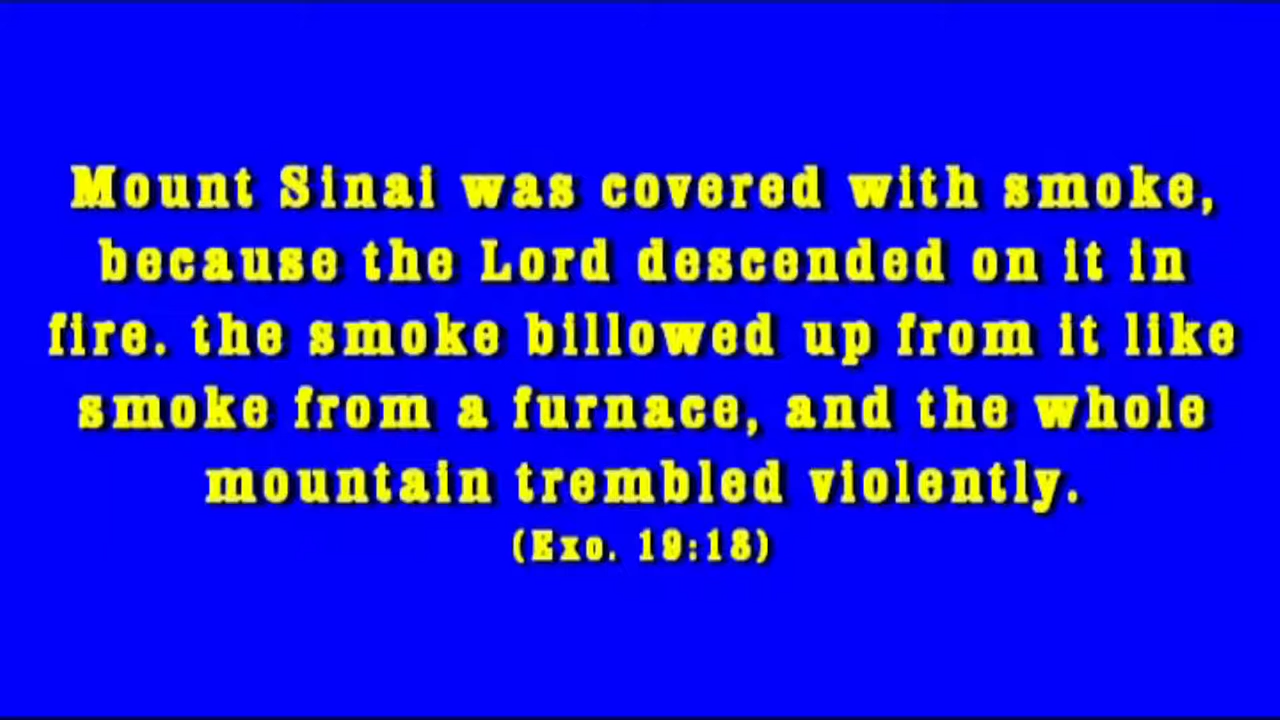 Mount Sinai was covered with smoke,
because the Lord descended on it in
fire. the smoke billowed up from it like
smoke from a furnace, and the whole
mountain trembled violently.
(Exo. 19:18)